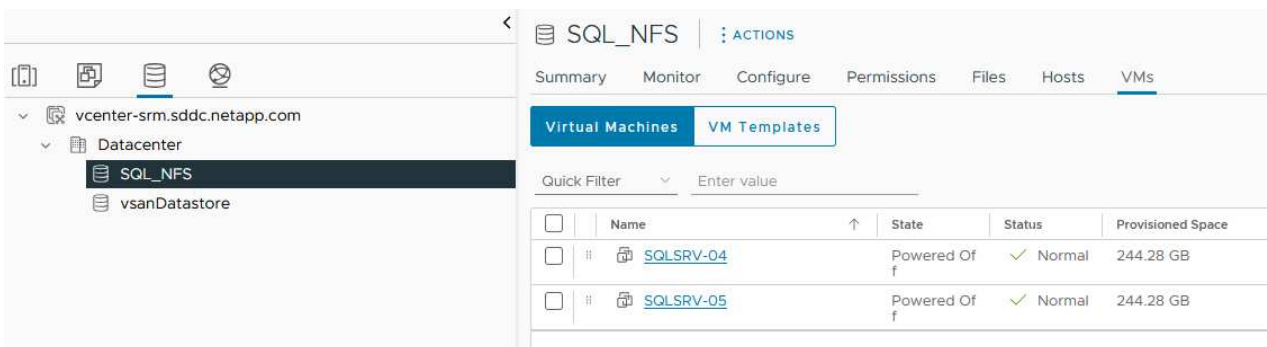 SQL_NFS
ACTIONS
Summary Monitor Configure Permissions Files Hosts VMs
vcenter-srm.sddc.netapp.com
Datacenter
SQL_NFS
vsanDatastore
Virtual Machines VM Templates
Quick Filter Enter value
Name State Status Provisioned Space
SQLSRV-04 Powered Of Normal 244.28 GB
f
SQLSRV-05 Powered Of Normal 244.28 GB
f